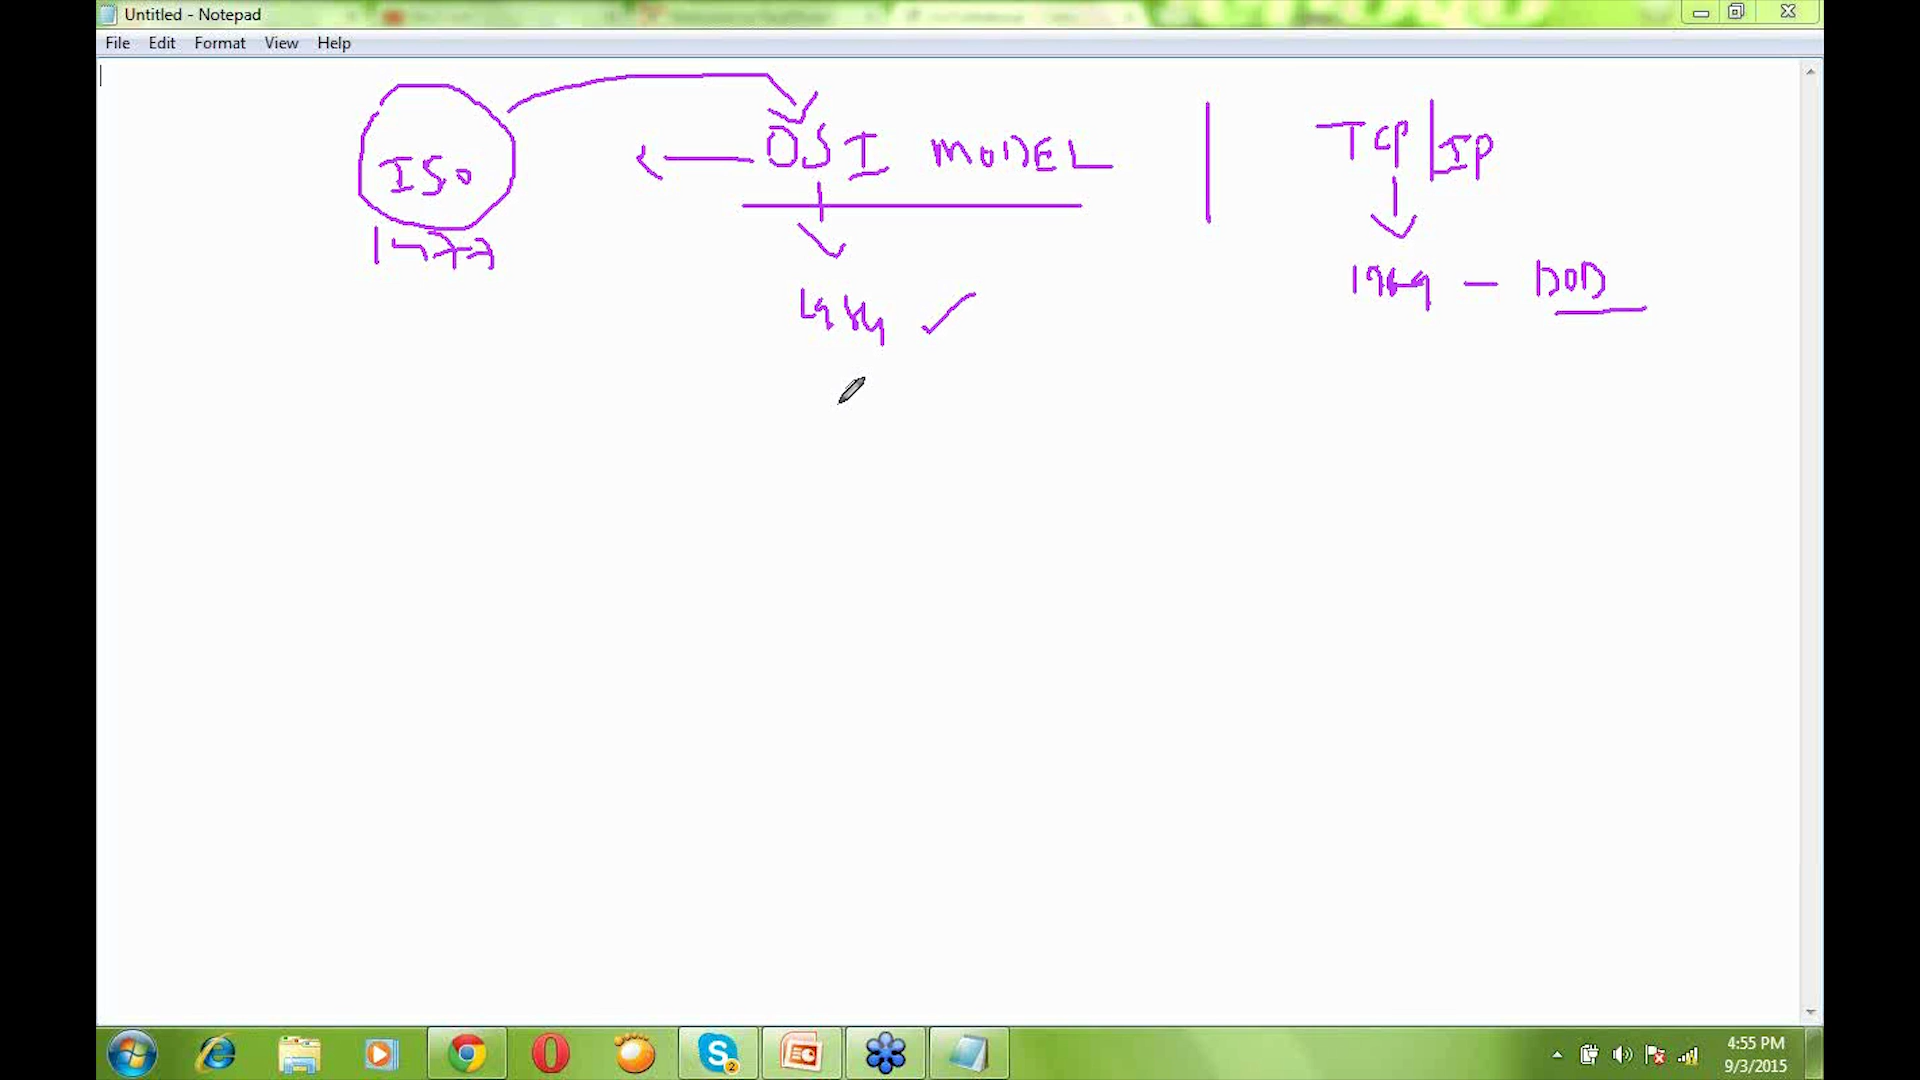 Untitled - Notepad
File Edit Format View Help
ISO
1977
OSI MODEL
1984
TCP|IP
1969 - DOD
2
4:55 PM
9/3/2015